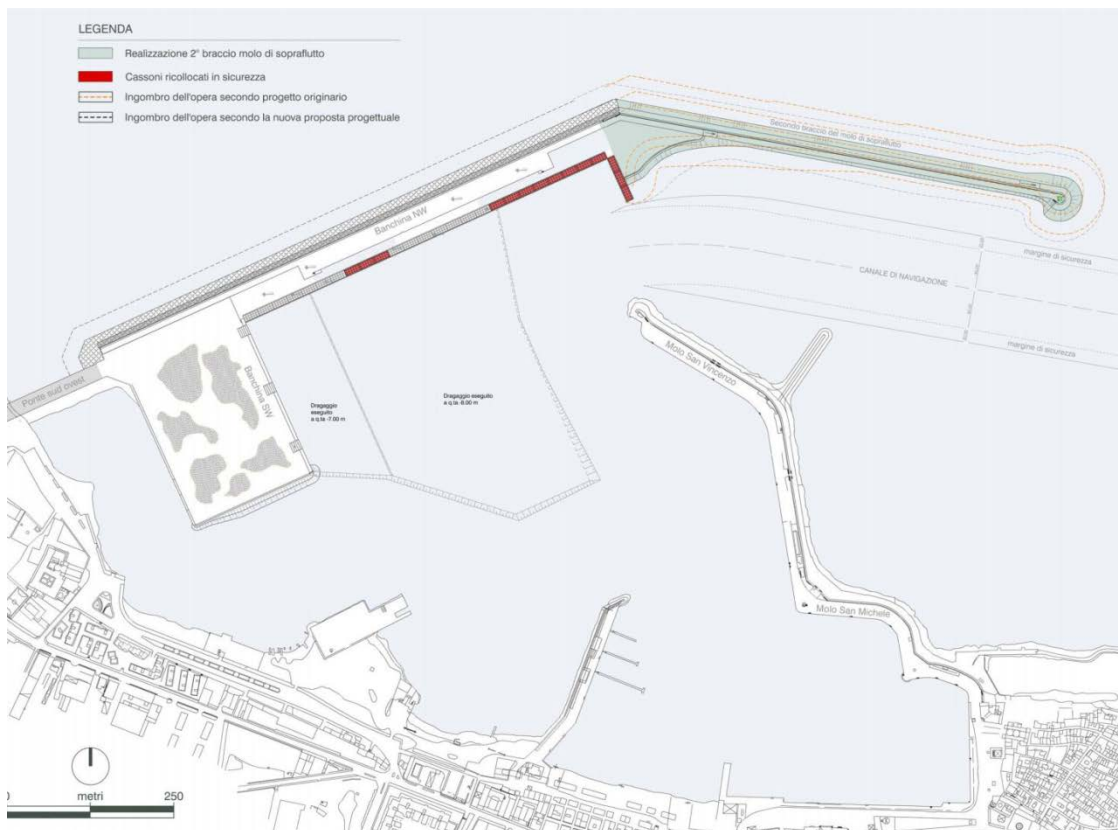 LEGENDA
Realizzazione 2° braccio molo di sopraflutto
Cassoni ricollocati in sicurezza
Ingombro dell'opera secondo progetto originario
Ingombro dell'opera secondo la nuova proposta progettuale
Secondo braccio del molo di sopraflutto
Banchina NW
margine di sicurezza
CANALE DI NAVIGAZIONE
margine di sicurezza
Molo San Vincenzo
Ponte sud ovest
Banchina SW
Dragaggio
eseguito
a q.ta -7.00 m
Dragaggio eseguito
a q.ta -8.00 m
Molo San Michele
0 metri 250